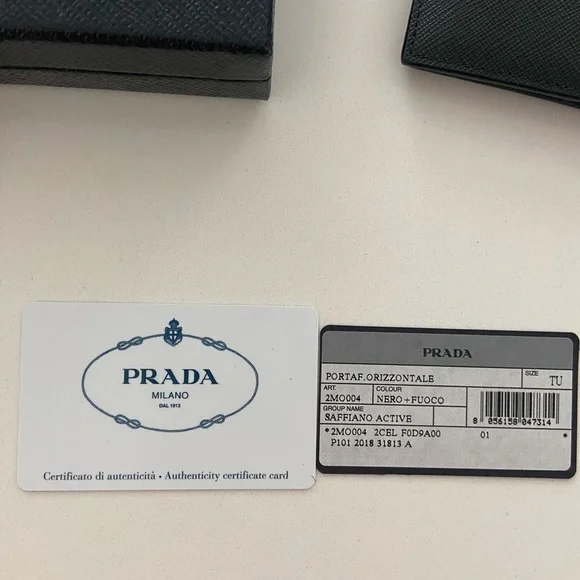 PRADA
MILANO
DAL 1913
Certificato di autenticità • Authenticity certificate card
PRADA
PORTAF.ORIZZONTALE
SIZE
TU
ART.
COLOUR
2MO004
NERO+FUOCO
GROUP NAME
SAFFIANO ACTIVE
8 056158 047314
*2MO004 2CEL F0D9A00 01 *
P101 2018 31813 A